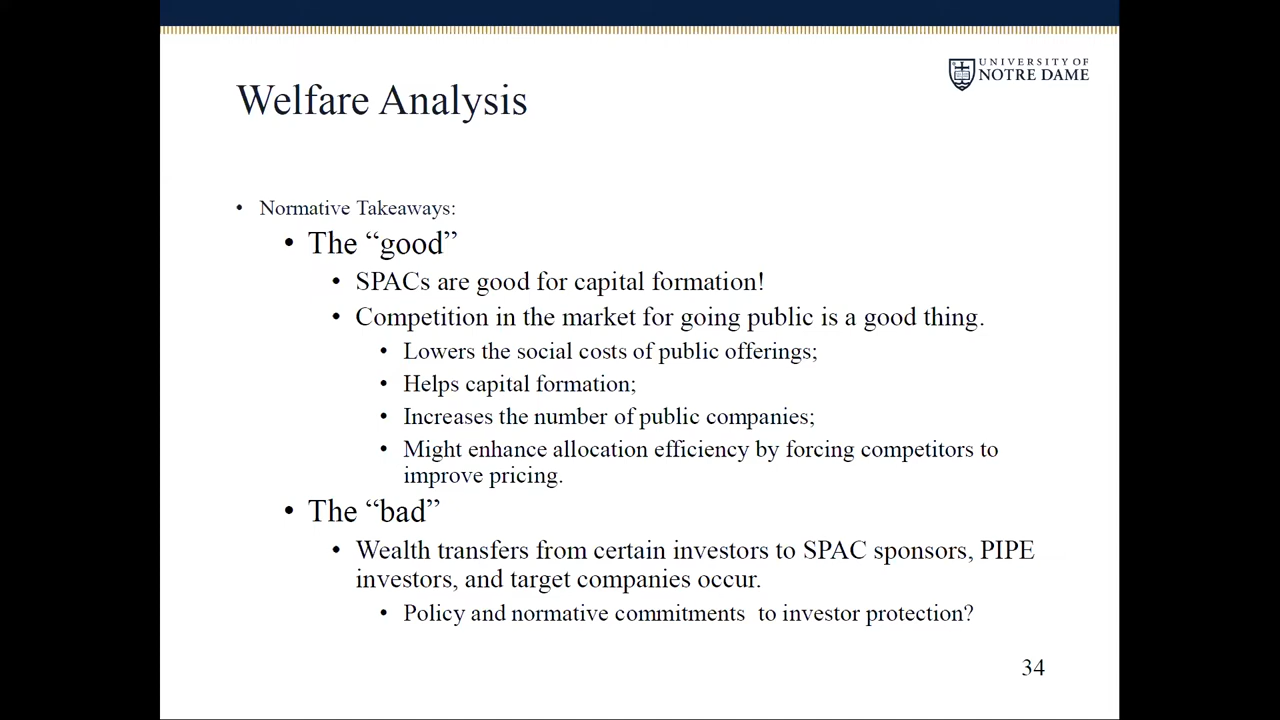 UNIVERSITY OF
NOTRE DAME
Welfare Analysis
• Normative Takeaways:
• The “good”
• SPACs are good for capital formation!
• Competition in the market for going public is a good thing.
• Lowers the social costs of public offerings;
• Helps capital formation;
• Increases the number of public companies;
• Might enhance allocation efficiency by forcing competitors to
improve pricing.
• The “bad”
• Wealth transfers from certain investors to SPAC sponsors, PIPE
investors, and target companies occur.
• Policy and normative commitments  to investor protection?
34